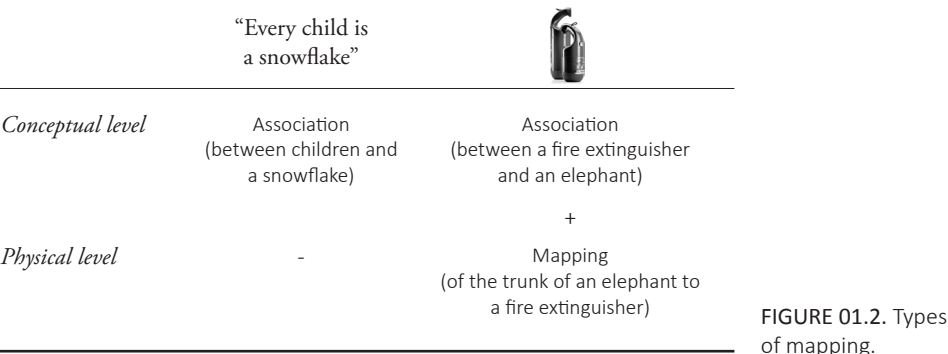 “Every child is
a snowflake”
Conceptual level
Association
(between children and
a snowflake)
Association
(between a fire extinguisher
and an elephant)
+
Physical level
-
Mapping
(of the trunk of an elephant to
a fire extinguisher)
FIGURE 01.2. Types
of mapping.